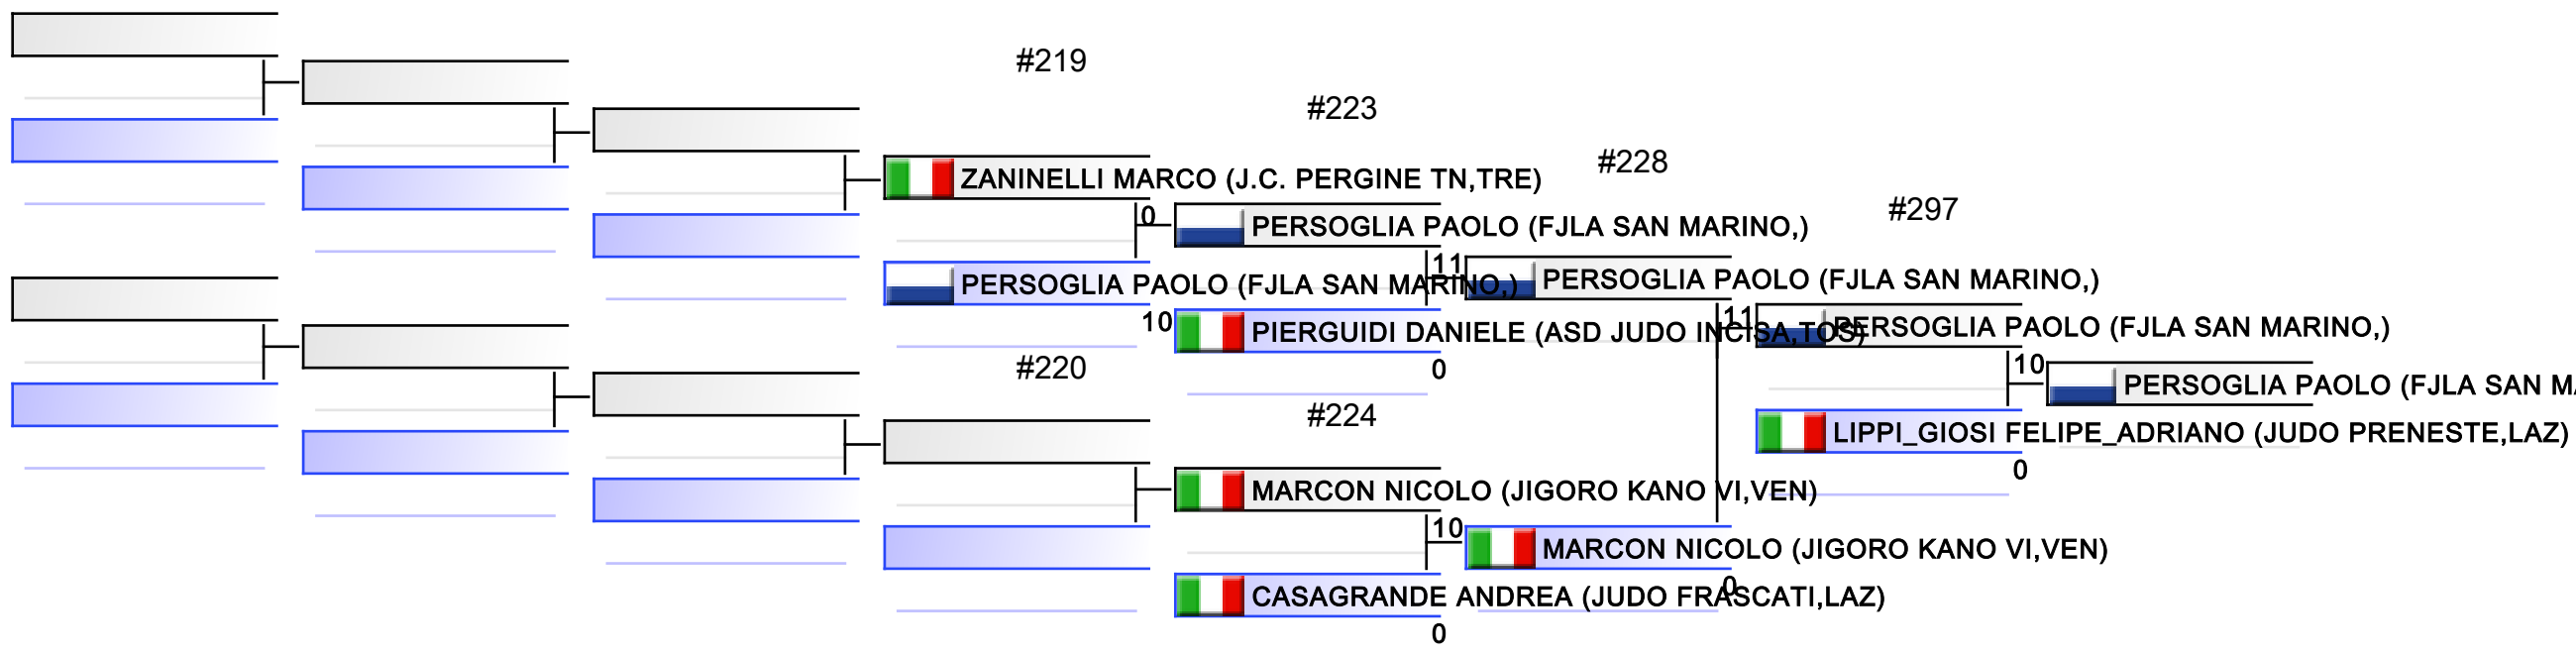 #219
#223
#228
ZANINELLI MARCO (J.C. PERGINE TN,TRE)
#297
0
PERSOGLIA PAOLO (FJLA SAN MARINO,)
11
PERSOGLIA PAOLO (FJLA SAN MARINO,)
PERSOGLIA PAOLO (FJLA SAN MARINO,)
10
PIERGUIDI DANIELE (ASD JUDO INCISA,TOS)
11
PERSOGLIA PAOLO (FJLA SAN MARINO,)
#220
0
10
PERSOGLIA PAOLO (FJLA SAN M
#224
LIPPI_GIOSI FELIPE_ADRIANO (JUDO PRENESTE,LAZ)
0
MARCON NICOLO (JIGORO KANO VI,VEN)
10
MARCON NICOLO (JIGORO KANO VI,VEN)
0
CASAGRANDE ANDREA (JUDO FRASCATI,LAZ)
0